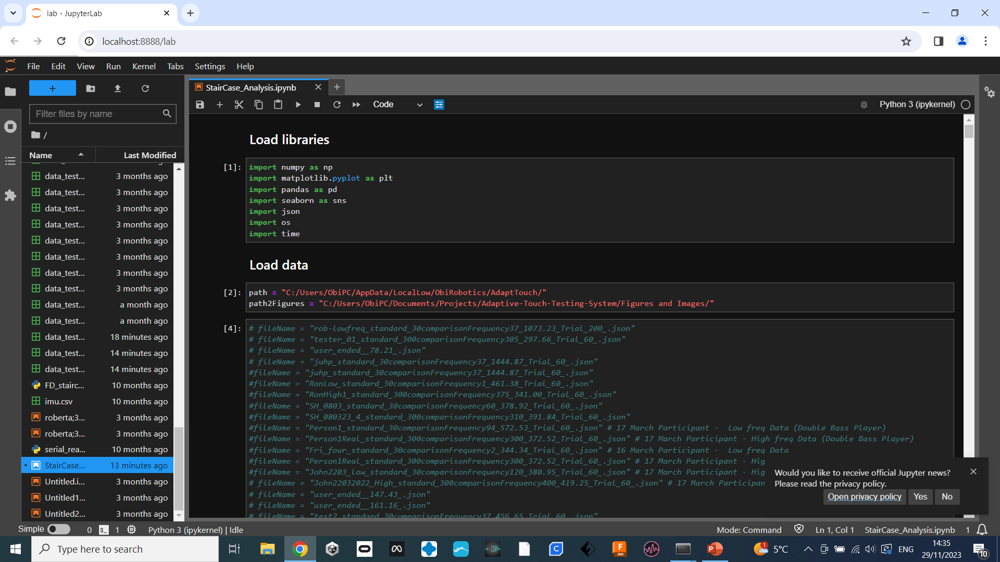 lab - JupyterLab
localhost:8888/lab
File Edit View Run Kernel Tabs Settings Help
+
Filter files by name
/
Name Last Modified
data_test... 3 months ago
data_test... 3 months ago
data_test... 3 months ago
data_test... 3 months ago
data_test... 3 months ago
data_test... 3 months ago
data_test... 3 months ago
data_test... 3 months ago
data_test... a month ago
data_test... a month ago
data_test... 18 minutes ago
data_test... 14 minutes ago
data_test... 14 minutes ago
FD_stairc... 10 months ago
imu.csv 10 months ago
roberta;3... 3 months ago
roberta;3... 3 months ago
serial_rea... 10 months ago
StairCase... 13 minutes ago
Untitled.i... 3 months ago
Untitled1... 3 months ago
Untitled2... 3 months ago
StairCase_Analysis.ipynb
Code
Python 3 (ipykernel)
Load libraries
[1]: import numpy as np
import matplotlib.pyplot as plt
import pandas as pd
import seaborn as sns
import json
import os
import time
Load data
[2]: path = "C:/Users/ObiPC/AppData/LocalLow/ObiRobotics/AdaptTouch/"
path2Figures = "C:/Users/ObiPC/Documents/Projects/Adaptive-Touch-Testing-System/Figures and Images/"
[4]: # fileName = "rob-lowfreq_standard_30comparisonFrequency37_1073.23_Trial_200_.json"
# fileName = "tester_01_standard_300comparisonFrequency305_297.66_Trial_60_.json"
# fileName = "user_ended__78.21_.json"
# fileName = "juhp_standard_30comparisonFrequency37_1444.87_Trial_60_.json"
#fileName = "juhp_standard_30comparisonFrequency37_1444.87_Trial_60_.json"
#fileName = "RonLow_standard_30comparisonFrequency1_461.38_Trial_60_.json"
#fileName = "RonHigh1_standard_300comparisonFrequency375_341.00_Trial_60_.json"
#fileName = "SH_0803_standard_30comparisonFrequency60_378.92_Trial_60_.json"
#fileName = "SH_080323_4_standard_300comparisonFrequency310_391.84_Trial_60_.json"
#fileName = "Person1_standard_30comparisonFrequency94_572.53_Trial_60_.json" # 17 March Participant -  Low freq Data (Double Bass Player)
#fileName = "Person1Real_standard_300comparisonFrequency300_372.52_Trial_60_.json" # 17 March Participant - High freq Data (Double Bass Player)
#fileName = "Fri_four_standard_30comparisonFrequency2_344.34_Trial_60_.json" # 16 March Participant -  Low freq Data
#fileName = "Person1Real_standard_300comparisonFrequency300_372.52_Trial_60_.json" # 17 March Participant - Hig
#fileName = "John2203_low_standard_30comparisonFrequency120_380.95_Trial_60_.json" # 17 March Participant - Hig
# fileName = "John22032022_High_standard_300comparisonFrequency400_419.25_Trial_60_.json" # 17 March Participan
# fileName = "user_ended__147.43_.json"
# fileName = "user_ended__161.16_.json"
# fileName = "test2_standard_30comparisonFrequency37_456.65_Trial_60_.json"
Would you like to receive official Jupyter news?
Please read the privacy policy.
Open privacy policy Yes No
Simple 0 $_ 1 Python 3 (ipykernel) | Idle Mode: Command Ln 1, Col 1 StairCase_Analysis.ipynb 1
Type here to search
F
360
P
1
5°C
ENG
14:35
29/11/2023
10